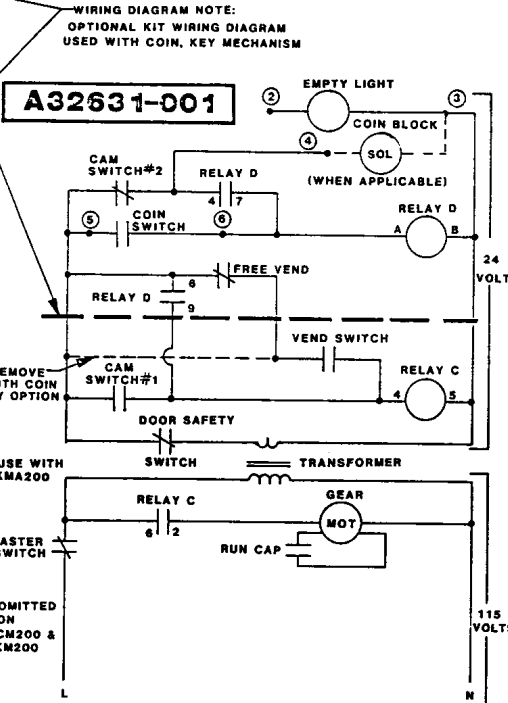 WIRING DIAGRAM NOTE:
OPTIONAL KIT WIRING DIAGRAM
USED WITH COIN, KEY MECHANISM
A32631-001
EMPTY LIGHT
2
3
COIN BLOCK
4
SOL
(WHEN APPLICABLE)
CAM
SWITCH#2
RELAY D
4 7
5
COIN
SWITCH
6
RELAY D
A B
24
VOLT
FREE VEND
6
RELAY D
9
VEND SWITCH
REMOVE
WITH COIN
CAM
SWITCH#1
RELAY C
4 5
OPTION
DOOR SAFETY
SWITCH
USE WITH
KMA200
TRANSFORMER
RELAY C
6 2
GEAR
MOT
RUN CAP
MASTER
SWITCH
OMITTED
ON
CM200 &
KM200
115
VOLTS
L
N